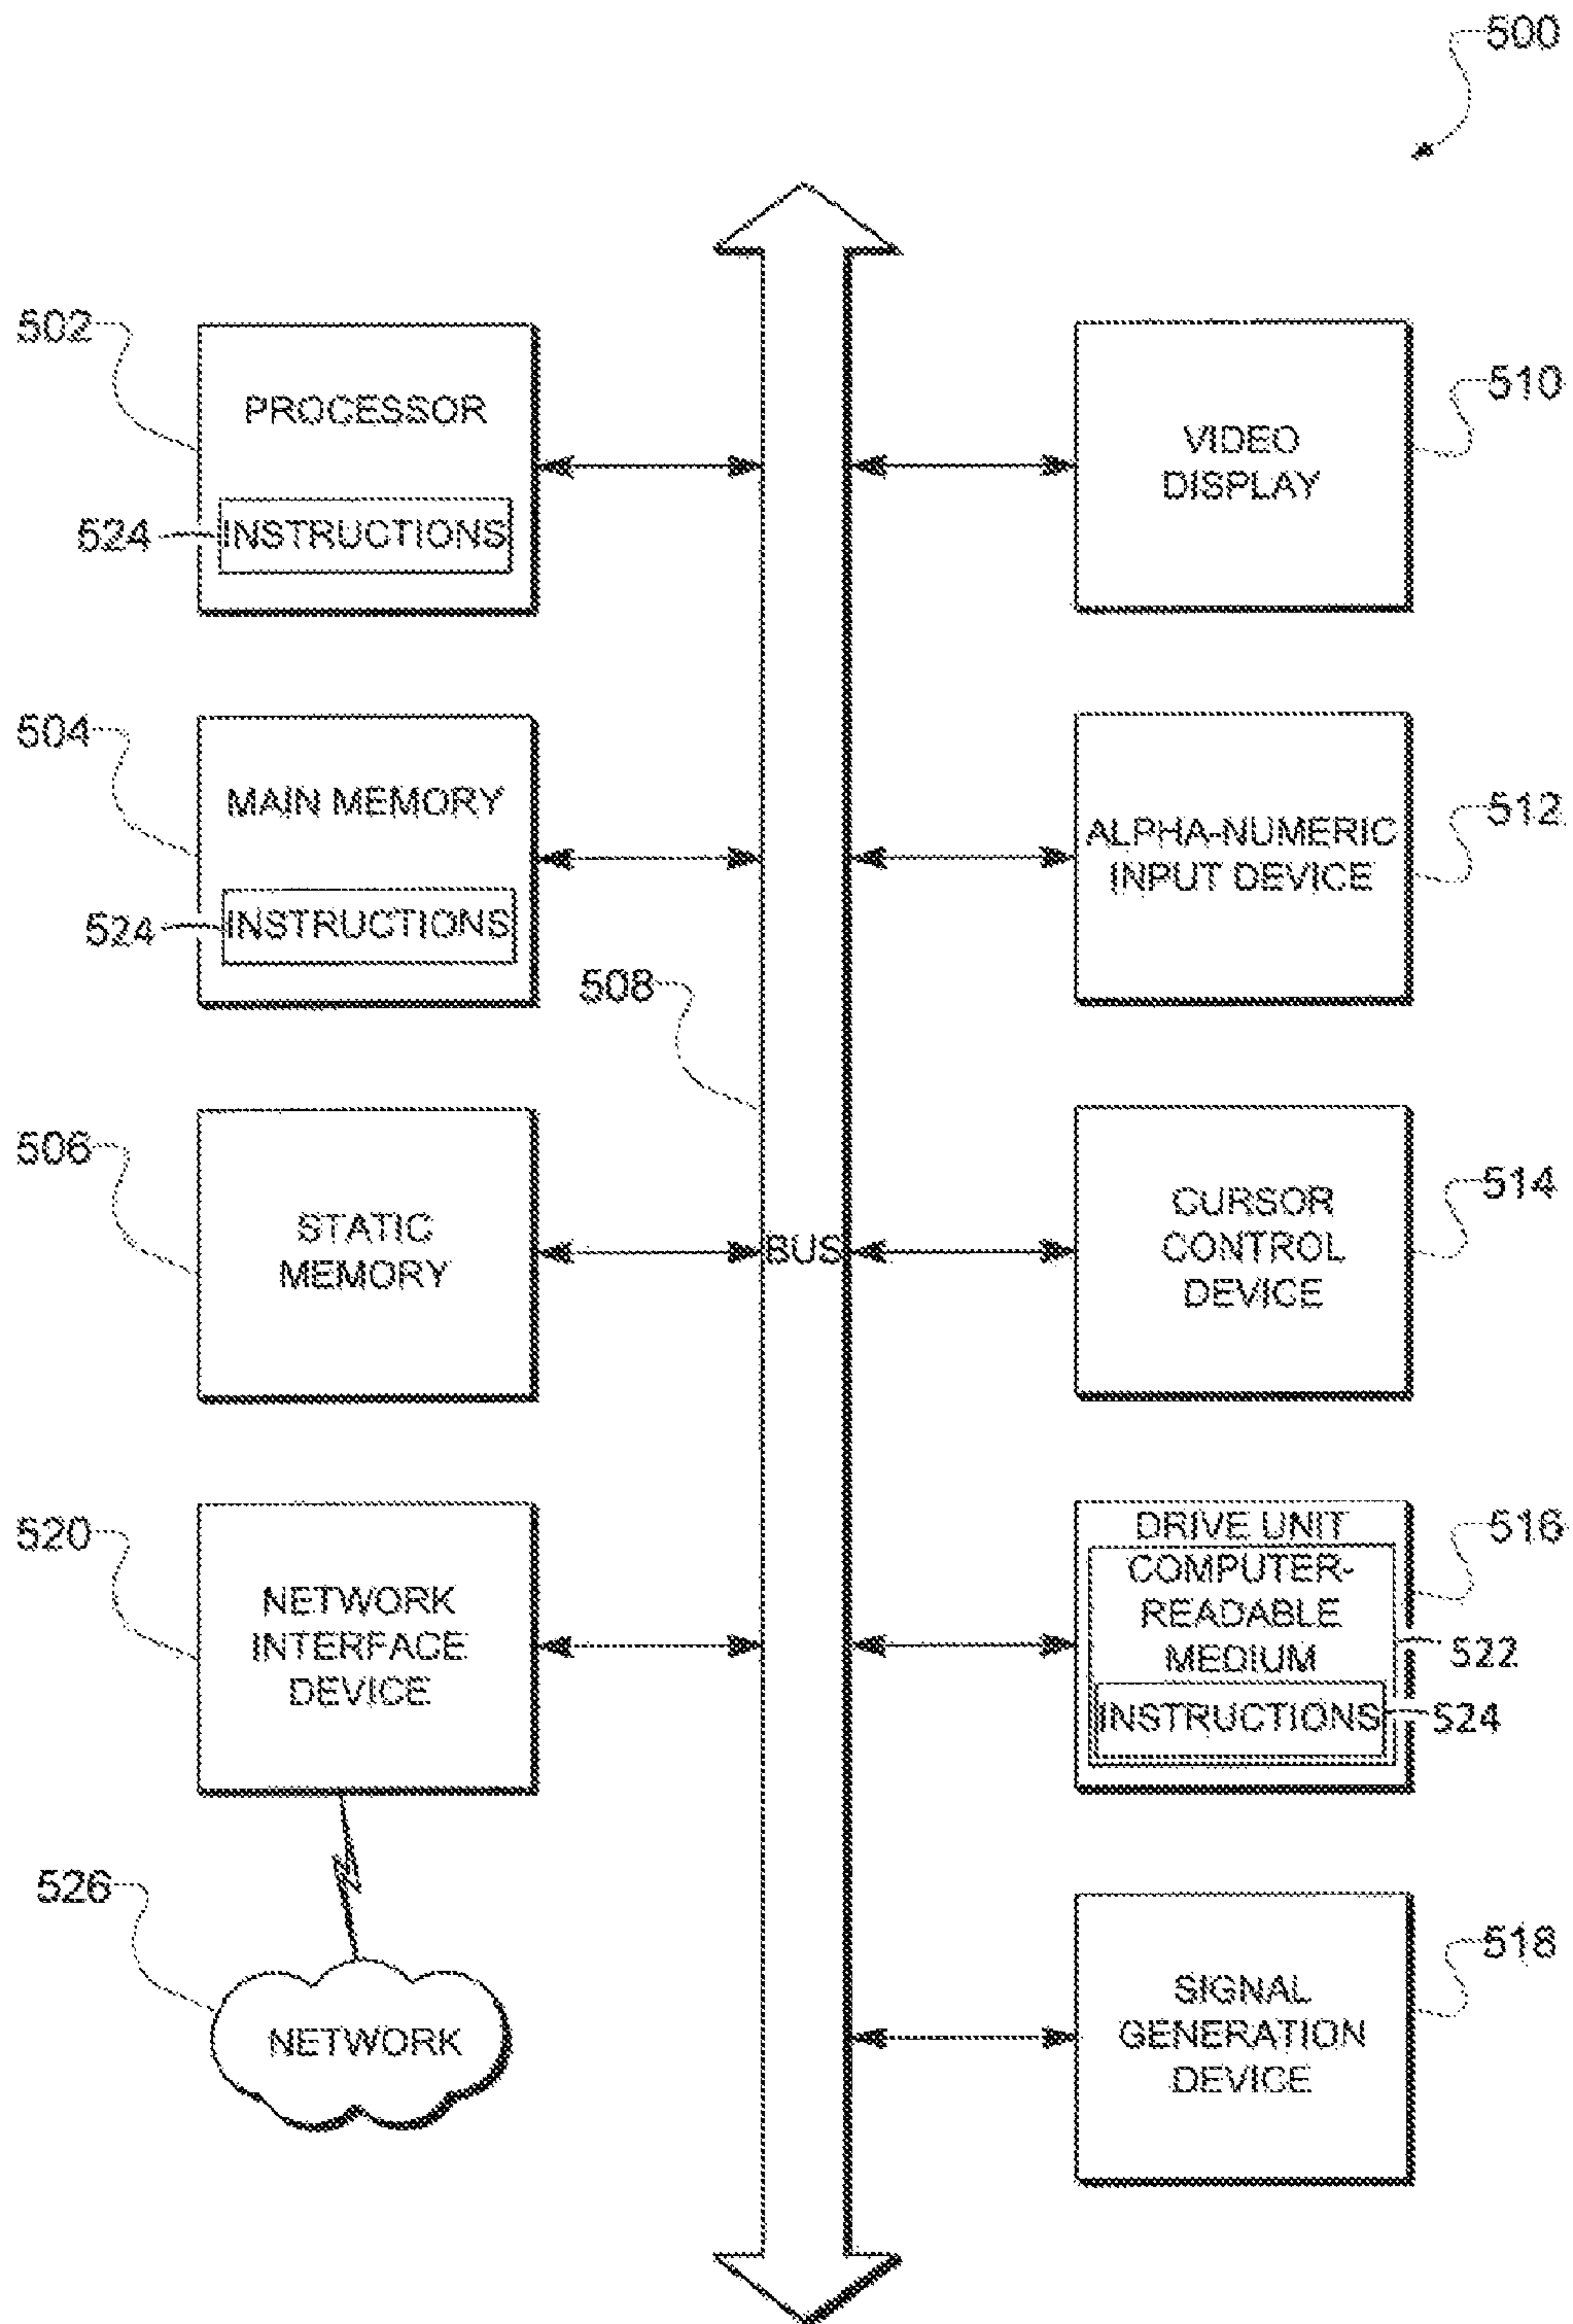 500
502
PROCESSOR
524
INSTRUCTIONS
504
MAIN MEMORY
524
INSTRUCTIONS
508
506
STATIC
MEMORY
520
NETWORK
INTERFACE
DEVICE
526
NETWORK
BUS
510
VIDEO
DISPLAY
512
ALPHA-NUMERIC
INPUT DEVICE
514
CURSOR
CONTROL
DEVICE
516
DRIVE UNIT
COMPUTER-
READABLE
MEDIUM
522
INSTRUCTIONS
524
518
SIGNAL
GENERATION
DEVICE